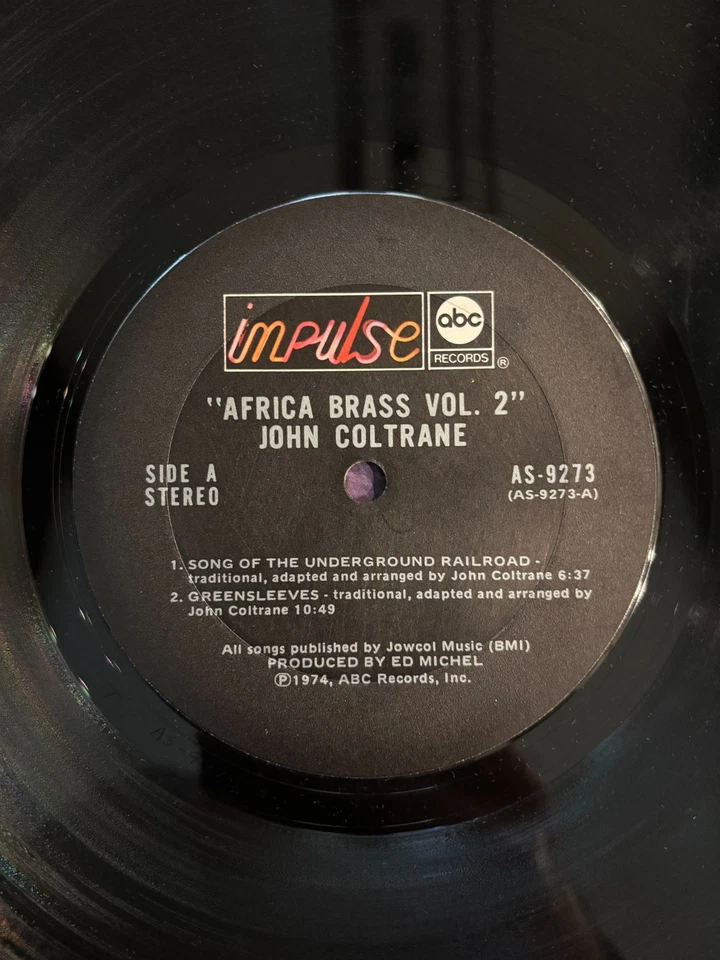 impulse
abc
RECORDS ®
"AFRICA BRASS VOL. 2"
JOHN COLTRANE
SIDE A
STEREO
AS-9273
(AS-9273-A)
1. SONG OF THE UNDERGROUND RAILROAD -
traditional, adapted and arranged by John Coltrane 6:37
2. GREENSLEEVES - traditional, adapted and arranged by
John Coltrane 10:49
All songs published by Jowcol Music (BMI)
PRODUCED BY ED MICHEL
℗1974, ABC Records, Inc.